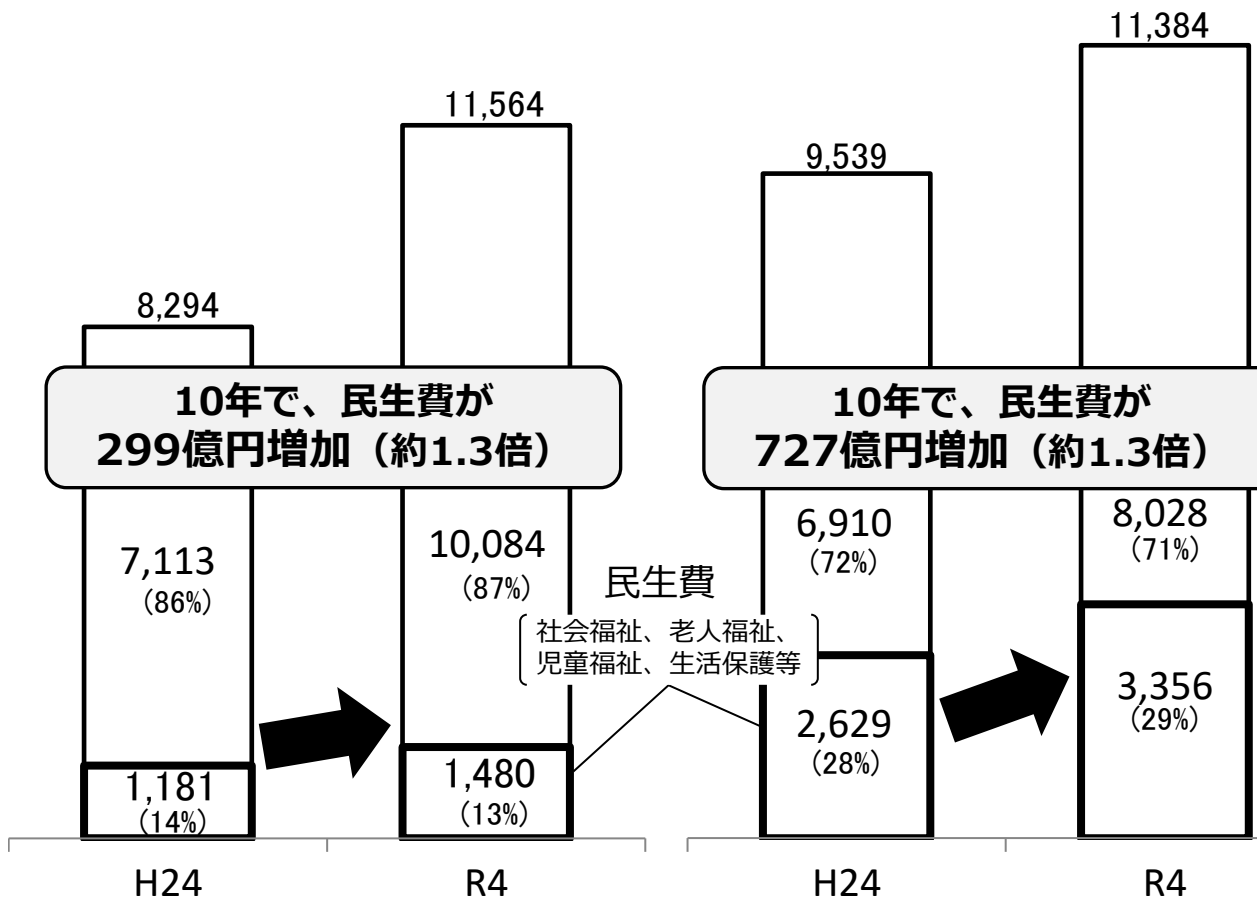 11,384
11,564
9,539
8,294
10年で、民生費が
299億円増加（約1.3倍）
10年で、民生費が
727億円増加（約1.3倍）
7,113
（86%）
10,084
（87%）
6,910
（72%）
8,028
（71%）
民生費
社会福祉、老人福祉、
児童福祉、生活保護等
1,181
（14%）
1,480
（13%）
2,629
（28%）
3,356
（29%）
H24
R4
H24
R4